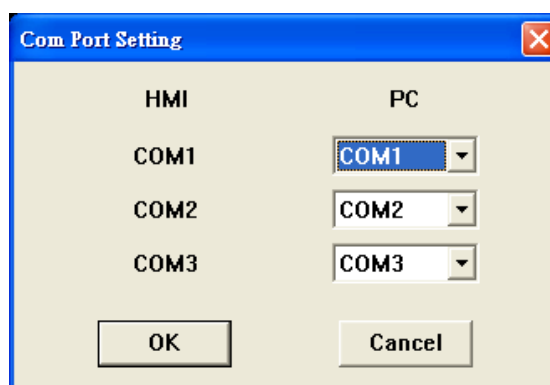 Com Port Setting
HMI PC
COM1 COM1
COM2 COM2
COM3 COM3
OK Cancel